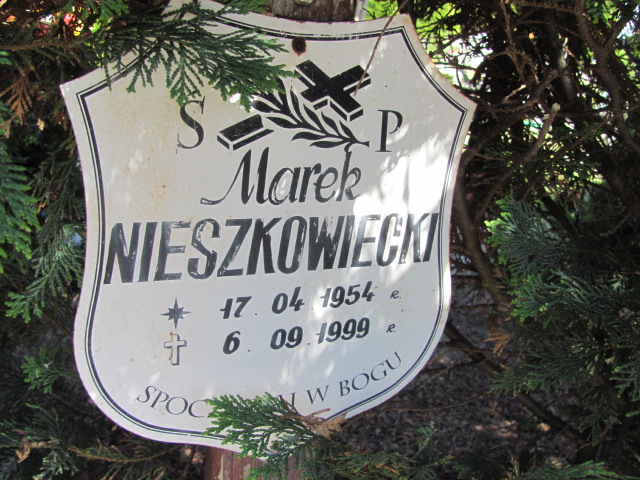 S P
Marek
NIESZKOWIECKI
17. 04. 1954 r.
6. 09. 1999 r.
W BOGU